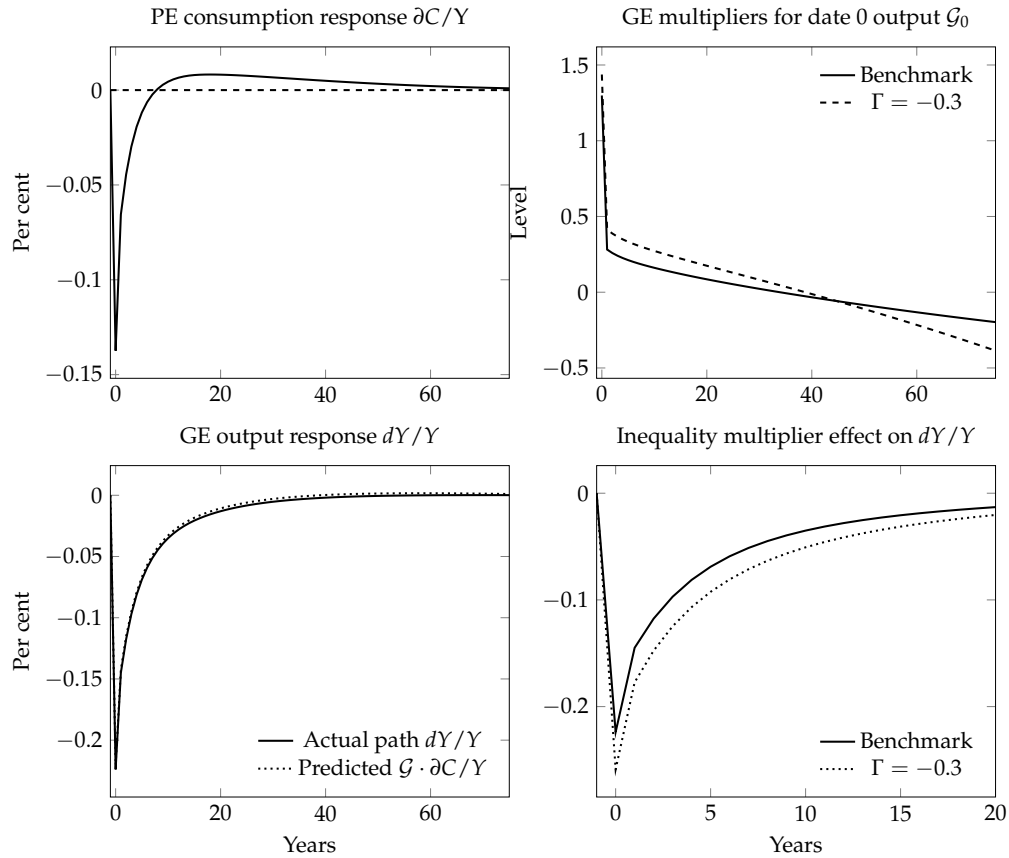 PE consumption response ∂C/Y
Per cent
0
−0.05
−0.1
−0.15
0 20 40 60
GE multipliers for date 0 output 𝒢₀
Level
1.5
1
0.5
0
−0.5
Benchmark
Γ = −0.3
0 20 40 60
GE output response dY/Y
Per cent
0
−0.05
−0.1
−0.15
−0.2
Actual path dY/Y
Predicted 𝒢 · ∂C/Y
0 20 40 60
Years
Inequality multiplier effect on dY/Y
0
−0.1
−0.2
Benchmark
Γ = −0.3
0 5 10 15 20
Years